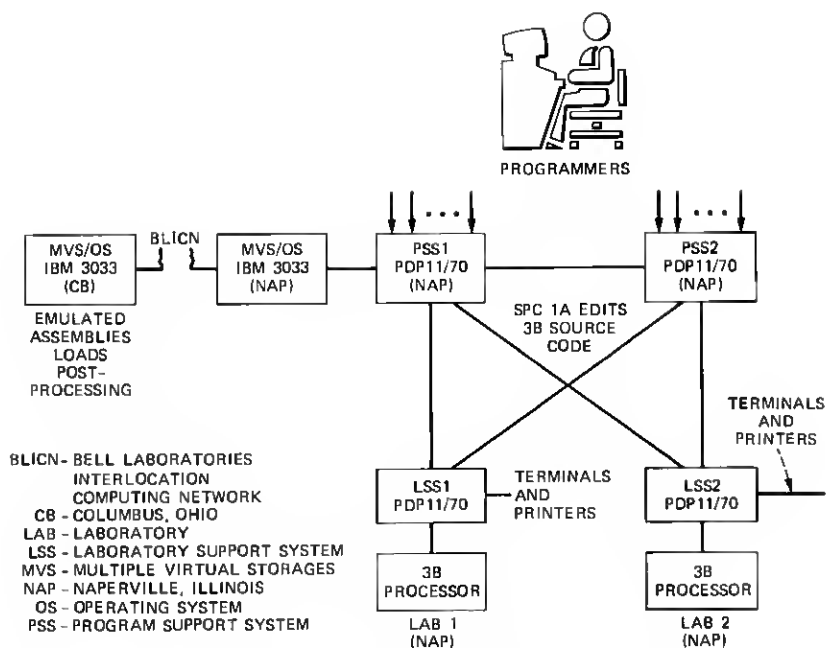 PROGRAMMERS
MVS/OS
IBM 3033
(CB)
BLICN
MVS/OS
IBM 3033
(NAP)
PSS1
PDP11/70
(NAP)
PSS2
PDP11/70
(NAP)
EMULATED
ASSEMBLIES
LOADS
POST-
PROCESSING
SPC 1A EDITS
3B SOURCE
CODE
TERMINALS
AND
PRINTERS
LSS1
PDP11/70
TERMINALS
AND
PRINTERS
LSS2
PDP11/70
3B
PROCESSOR
LAB 1
(NAP)
3B
PROCESSOR
LAB 2
(NAP)
BLICN - BELL LABORATORIES
INTERLOCATION
COMPUTING NETWORK
CB - COLUMBUS, OHIO
LAB - LABORATORY
LSS - LABORATORY SUPPORT SYSTEM
MVS - MULTIPLE VIRTUAL STORAGES
NAP - NAPERVILLE, ILLINOIS
OS - OPERATING SYSTEM
PSS - PROGRAM SUPPORT SYSTEM